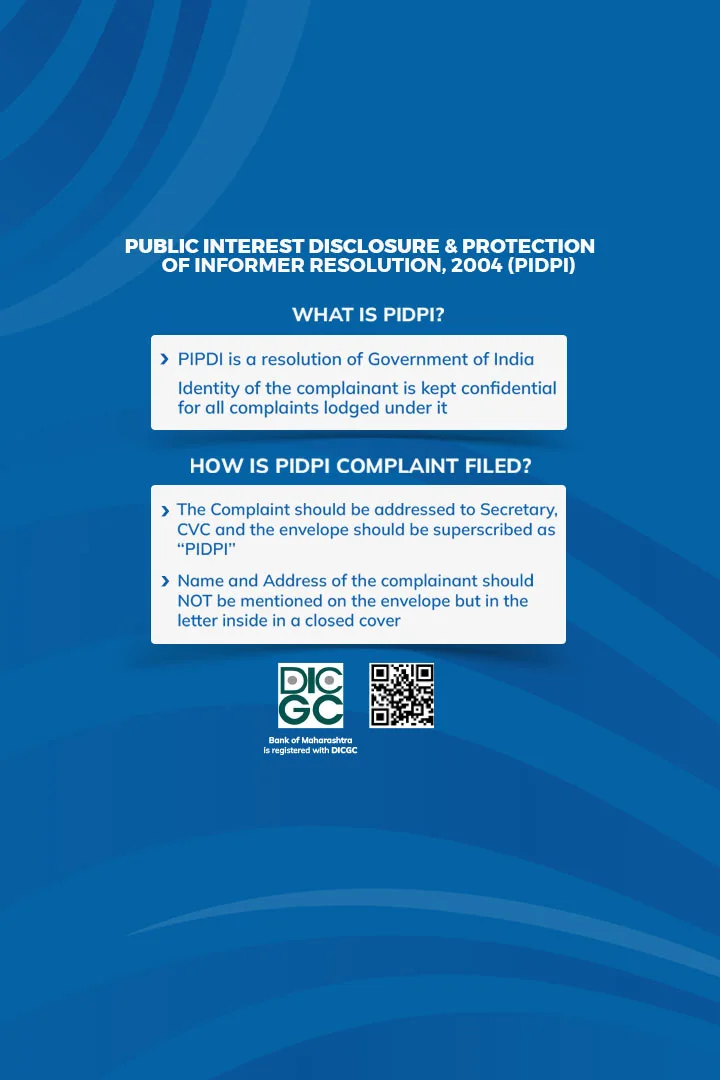 PUBLIC INTEREST DISCLOSURE & PROTECTION
OF INFORMER RESOLUTION, 2004 (PIDPI)
WHAT IS PIDPI?
PIPDI is a resolution of Government of India
Identity of the complainant is kept confidential
for all complaints lodged under it
HOW IS PIDPI COMPLAINT FILED?
The Complaint should be addressed to Secretary,
CVC and the envelope should be superscribed as
“PIDPI”
Name and Address of the complainant should
NOT be mentioned on the envelope but in the
letter inside in a closed cover
DIC
GC
Bank of Maharashtra
is registered with DICGC